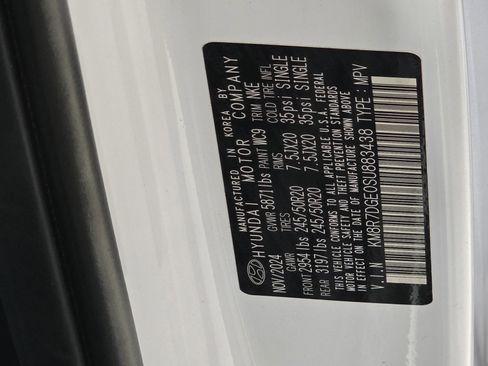 MANUFACTURED IN KOREA BY
HYUNDAI MOTOR COMPANY
NOV/2024 GVWR 5871 lbs PAINT WC9 TRIM NKE
GAWR TIRES RIMS COLD TIRE INFL
FRONT 2954 lbs 245/50R20 7.5JX20 35psi SINGLE
REAR 3197 lbs 245/50R20 7.5JX20 35psi SINGLE
THIS VEHICLE CONFORMS TO ALL APPLICABLE U.S.A. FEDERAL
MOTOR VEHICLE SAFETY AND THEFT PREVENTION STANDARDS
IN EFFECT ON THE DATE OF MANUFACTURE SHOWN ABOVE
V.I.N KM8R7DGE0SU883438 TYPE : MPV